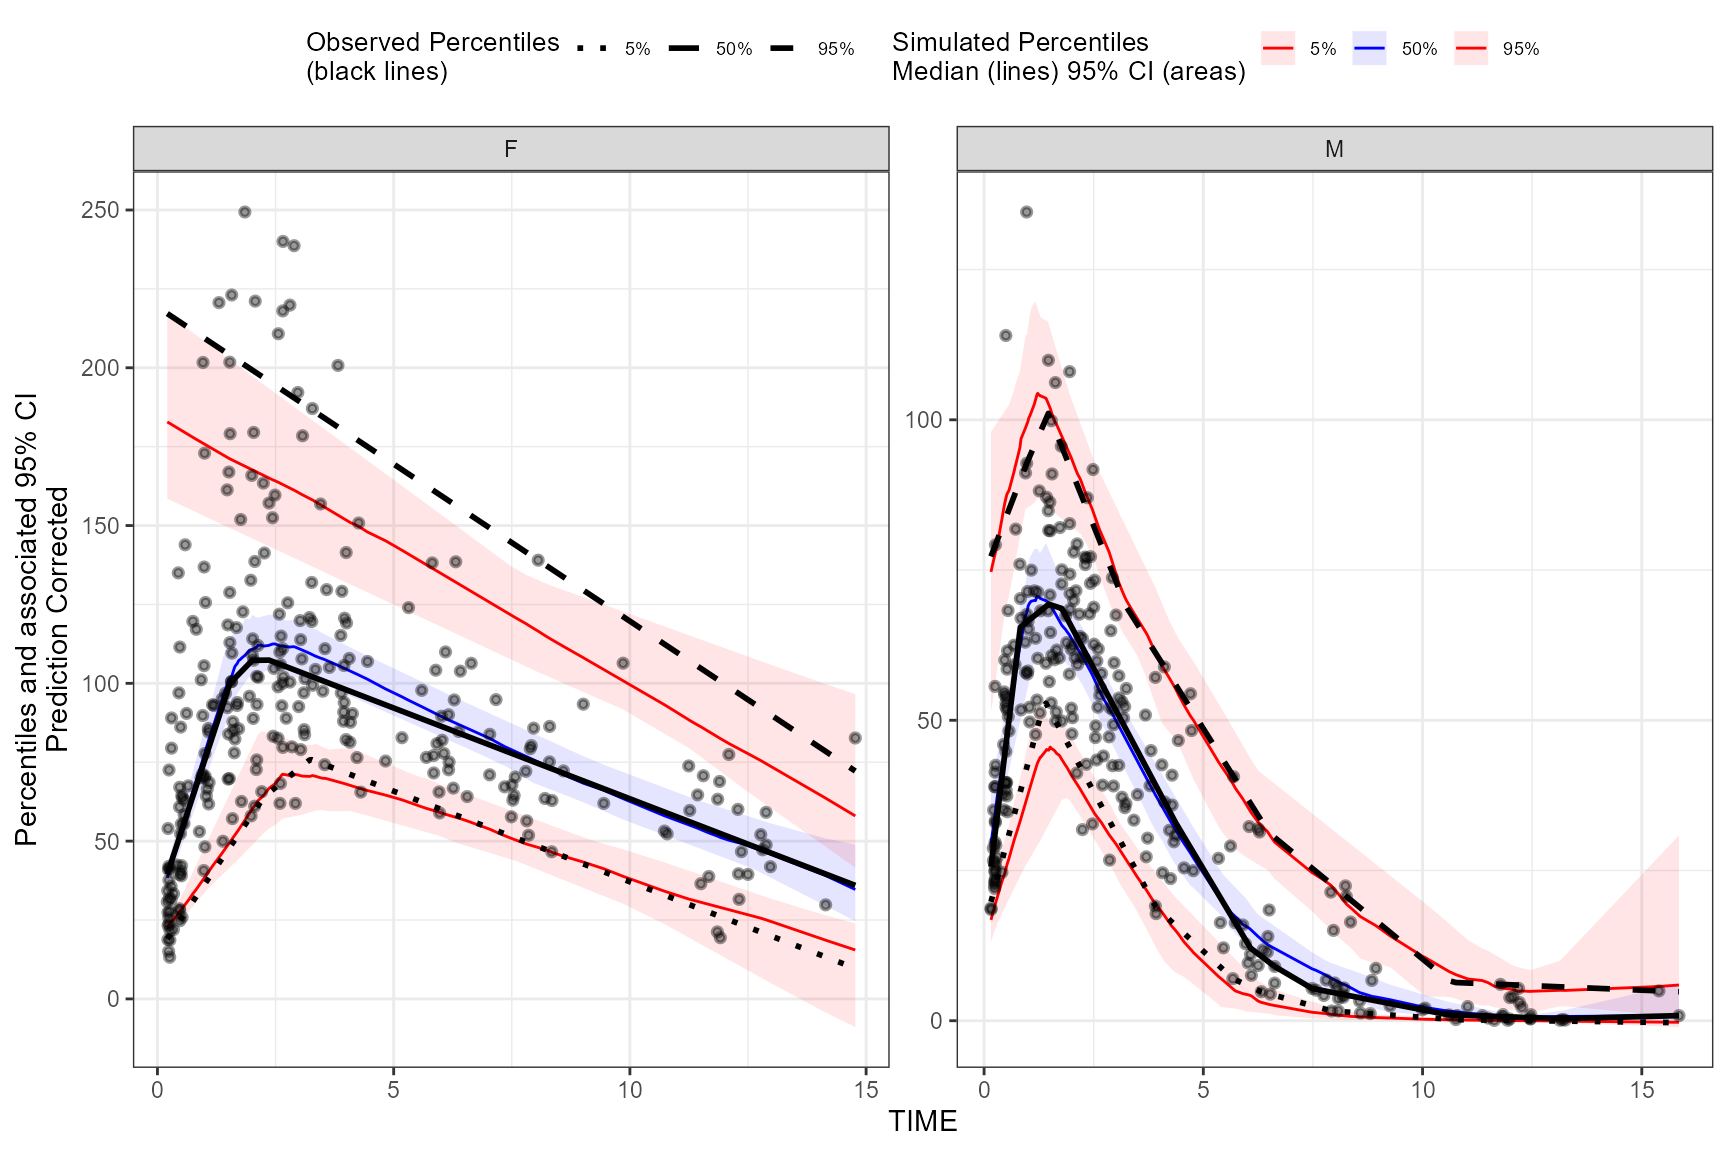 Observed Percentiles
(black lines)
5%
50%
95%
Simulated Percentiles
Median (lines) 95% CI (areas)
5%
50%
95%
F
M
Percentiles and associated 95% CI
Prediction Corrected
250
200
150
100
50
0
100
50
0
0
5
10
15
0
5
10
15
TIME